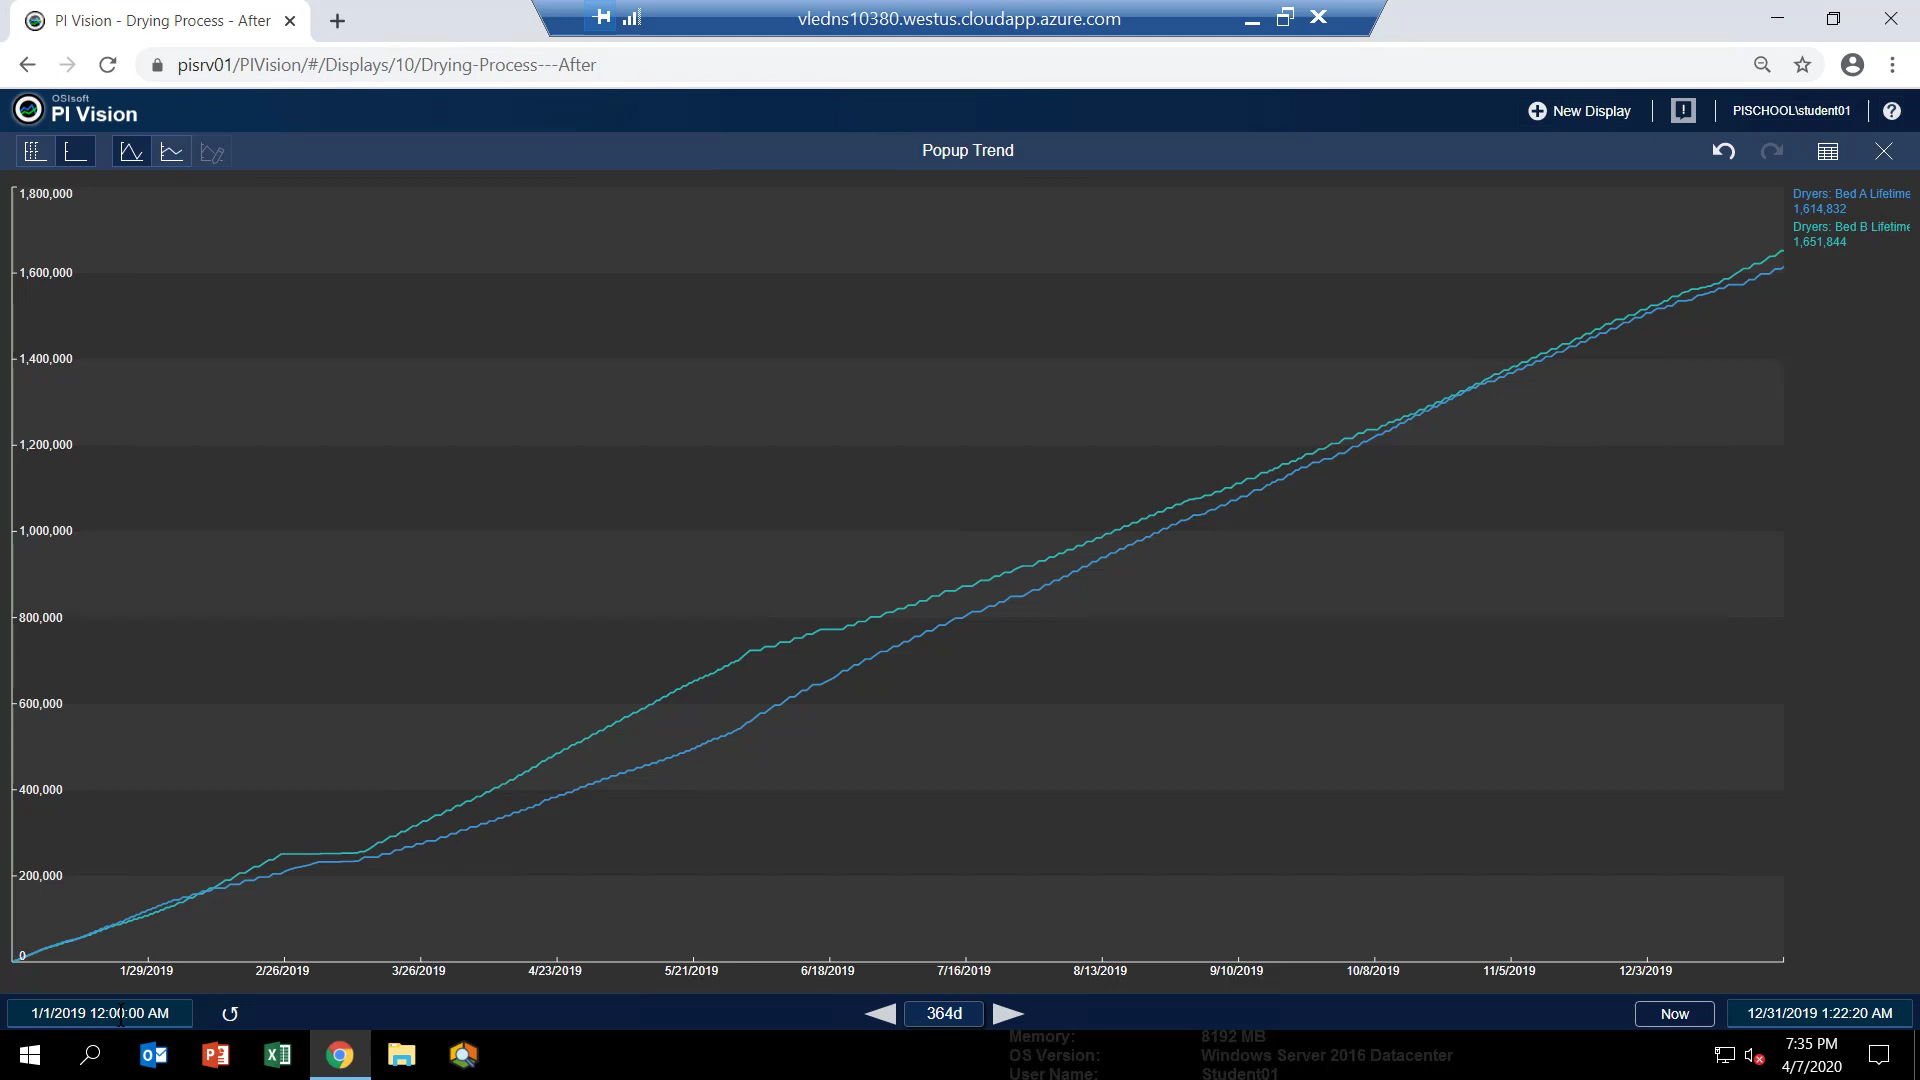 PI Vision - Drying Process - After
vledns10380.westus.cloudapp.azure.com
pisrv01/PIVision/#/Displays/10/Drying-Process---After
OSIsoft
PI Vision
New Display
PISCHOOL\student01
Popup Trend
1,800,000
1,600,000
1,400,000
1,200,000
1,000,000
800,000
600,000
400,000
200,000
0
Dryers: Bed A Lifetime
1,614,832
Dryers: Bed B Lifetime
1,651,844
1/29/2019
2/26/2019
3/26/2019
4/23/2019
5/21/2019
6/18/2019
7/16/2019
8/13/2019
9/10/2019
10/8/2019
11/5/2019
12/3/2019
1/1/2019 12:00:00 AM
364d
Now
12/31/2019 1:22:20 AM
Memory: 8192 MB
OS Version: Windows Server 2016 Datacenter
User Name: Student01
7:35 PM
4/7/2020